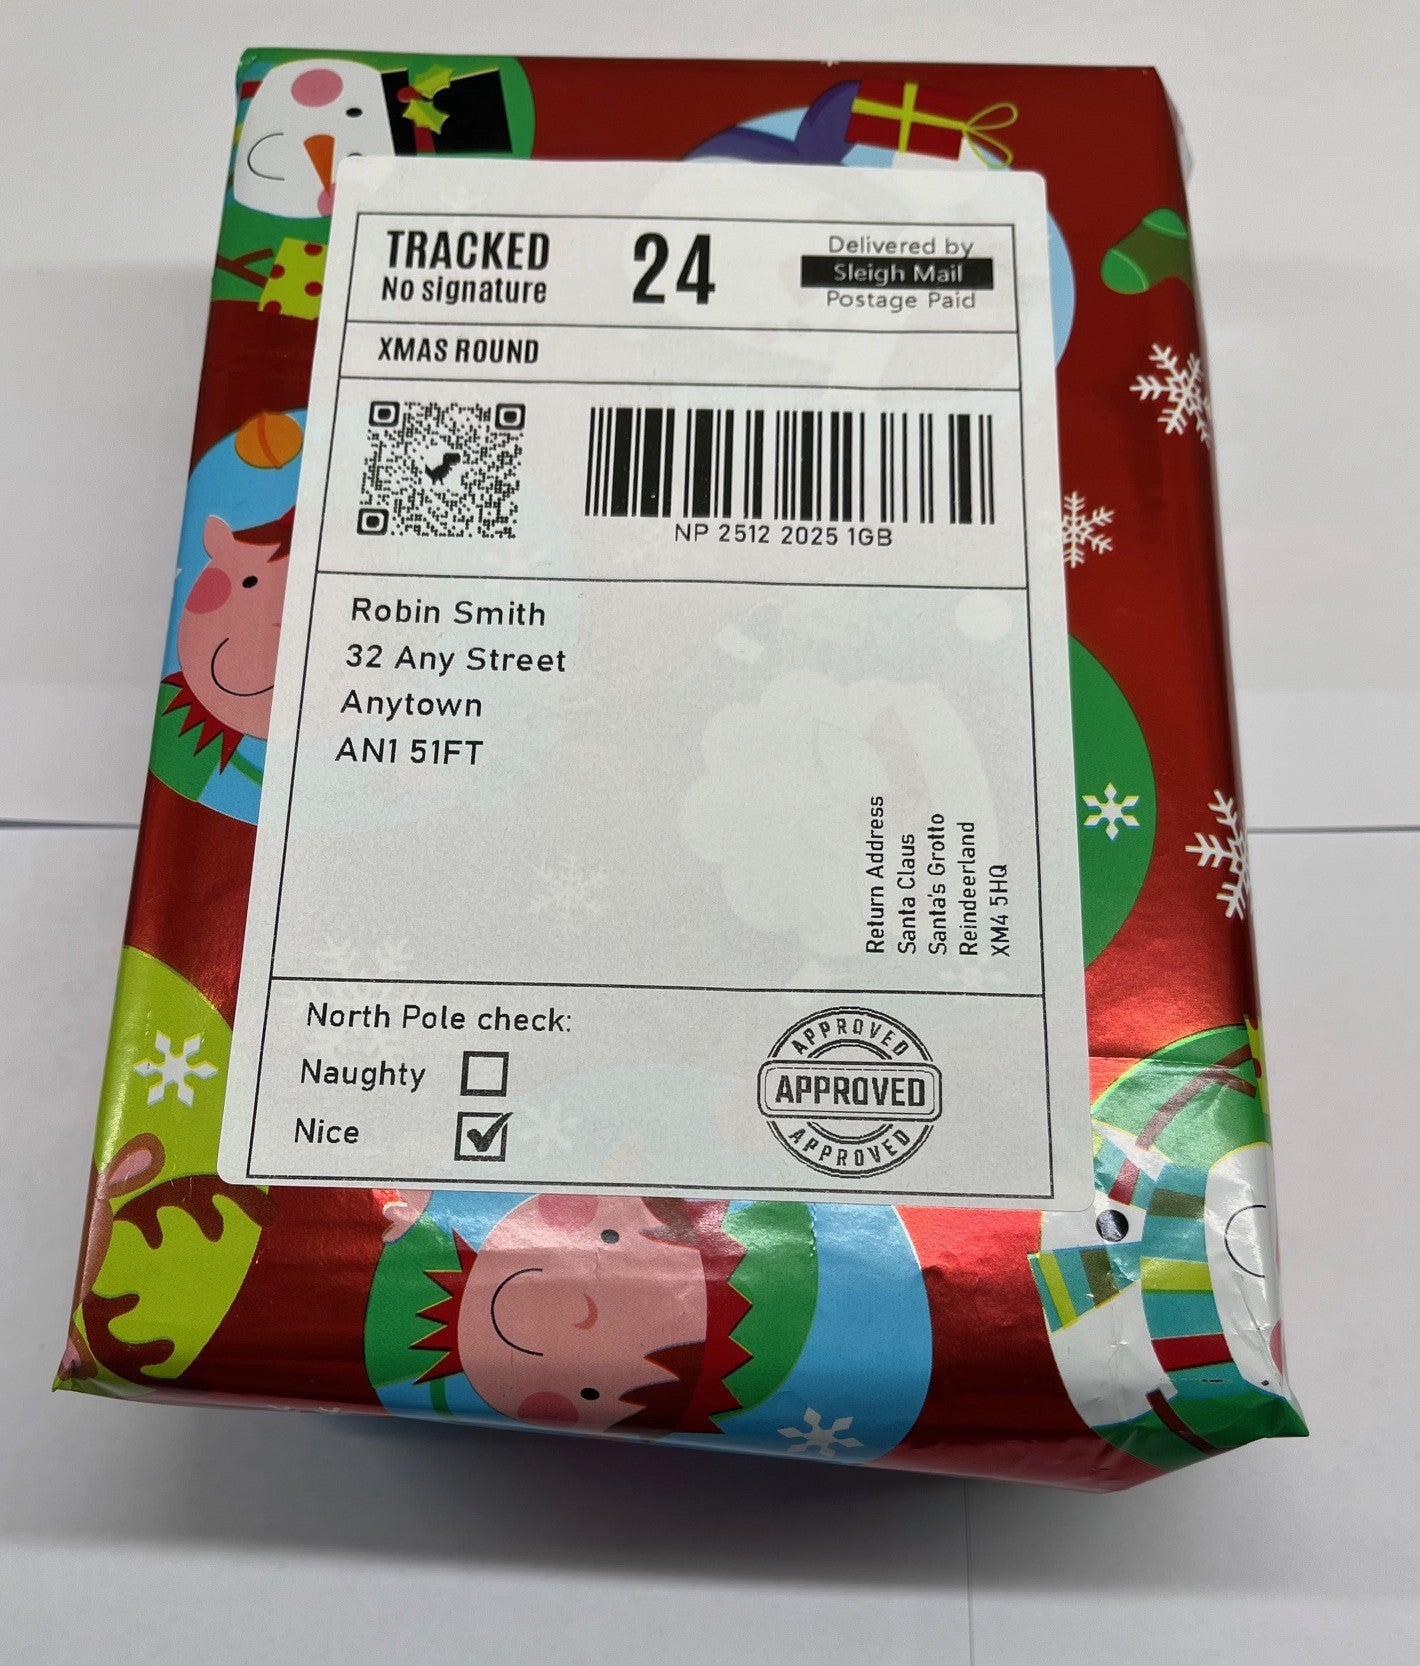 TRACKED
No signature
24
Delivered by
Sleigh Mail
Postage Paid
XMAS ROUND
NP 2512 2025 1GB
Robin Smith
32 Any Street
Anytown
AN1 51FT
Return Address
Santa Claus
Santa's Grotto
Reindeerland
XM4 5HQ
North Pole check:
Naughty
Nice
APPROVED
APPROVED
APPROVED